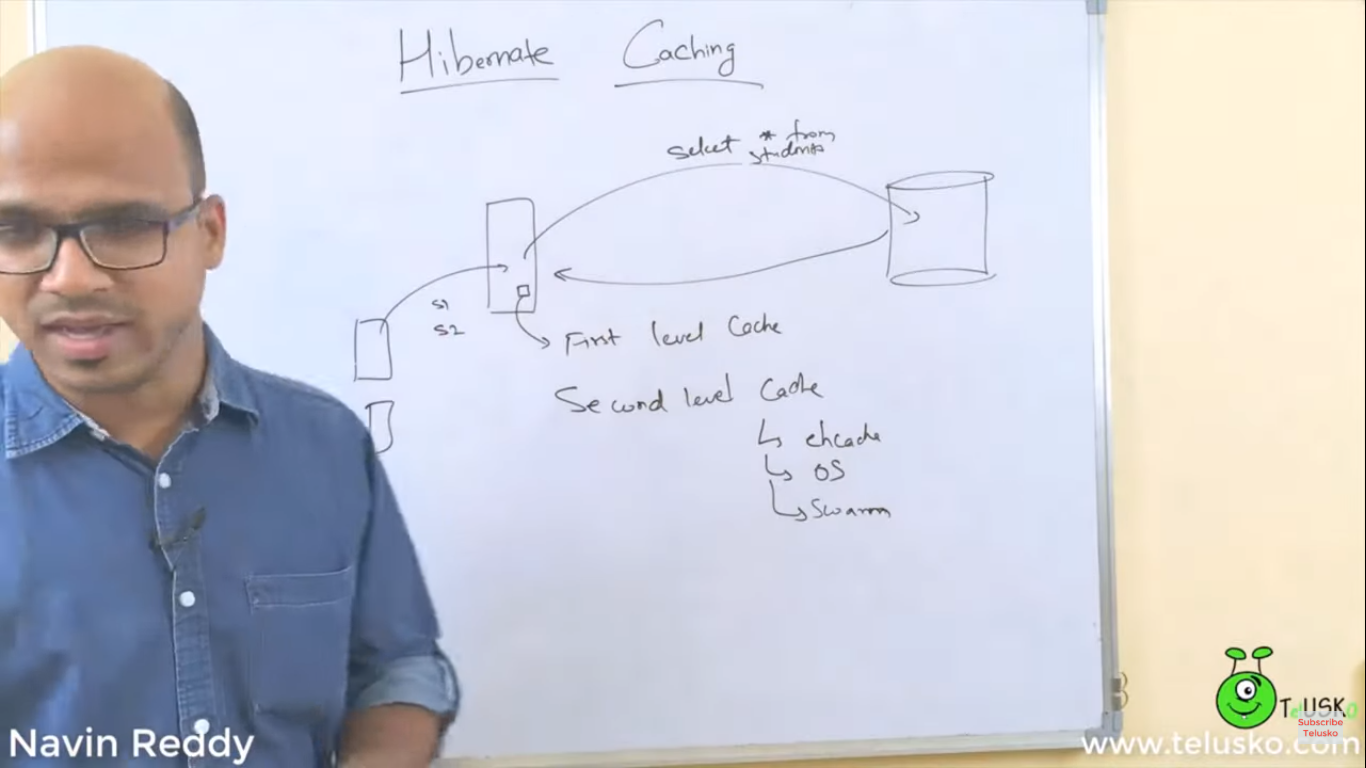 Hibernate Caching
select * from
students
S1
S2
First level Cache
Second level Cache
ehcache
OS
Swarm
Navin Reddy
TelUSKO
Subscribe
Telusko
www.telusko.com